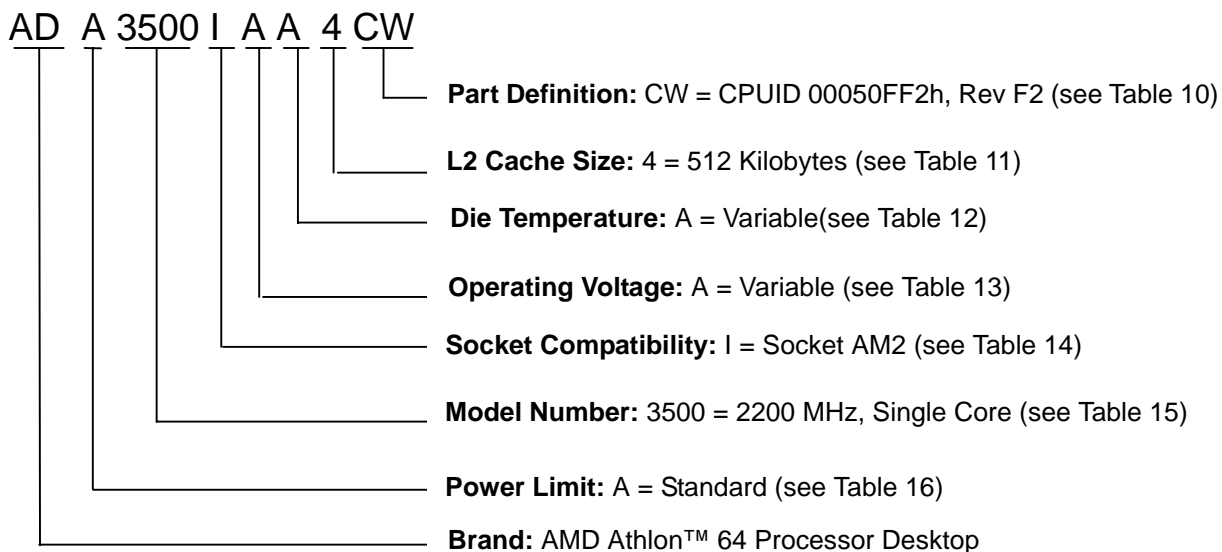 AD A 3500 I A A 4 CW
Part Definition: CW = CPUID 00050FF2h, Rev F2 (see Table 10)
L2 Cache Size: 4 = 512 Kilobytes (see Table 11)
Die Temperature: A = Variable(see Table 12)
Operating Voltage: A = Variable (see Table 13)
Socket Compatibility: I = Socket AM2 (see Table 14)
Model Number: 3500 = 2200 MHz, Single Core (see Table 15)
Power Limit: A = Standard (see Table 16)
Brand: AMD Athlon™ 64 Processor Desktop